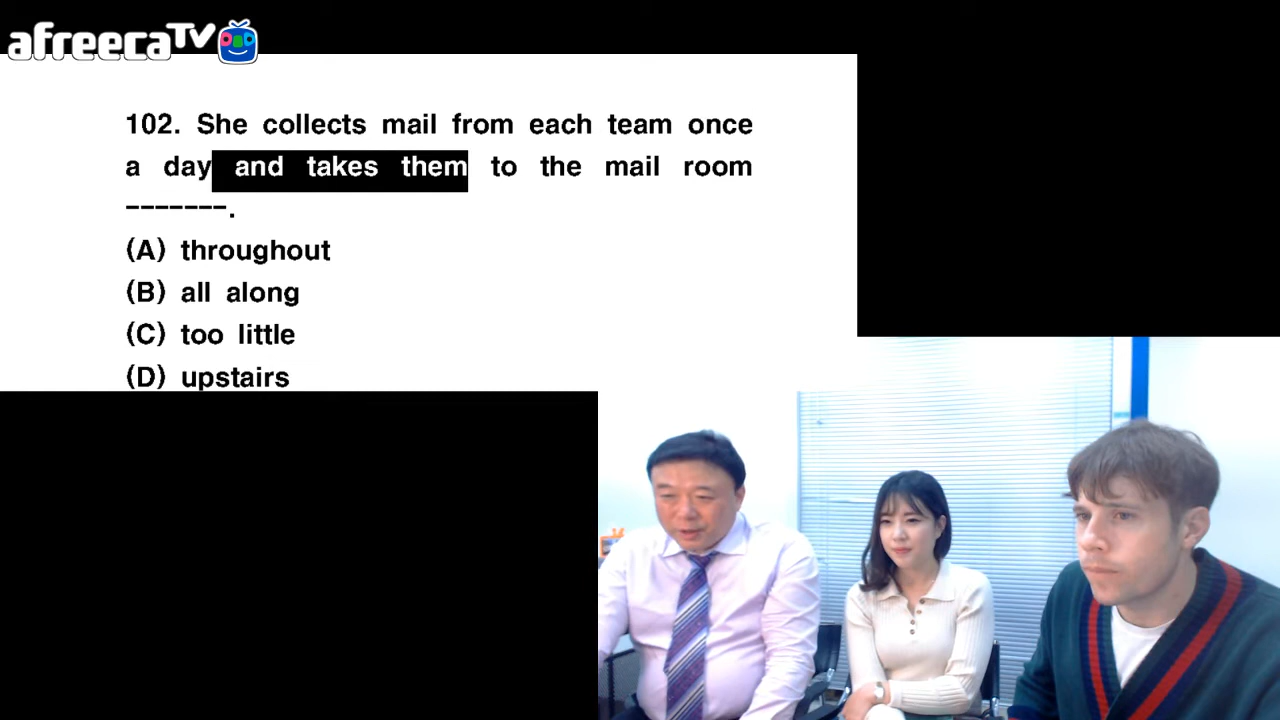 afreecaTV
102. She collects mail from each team once
a day and takes them to the mail room
-------.
(A) throughout
(B) all along
(C) too little
(D) upstairs